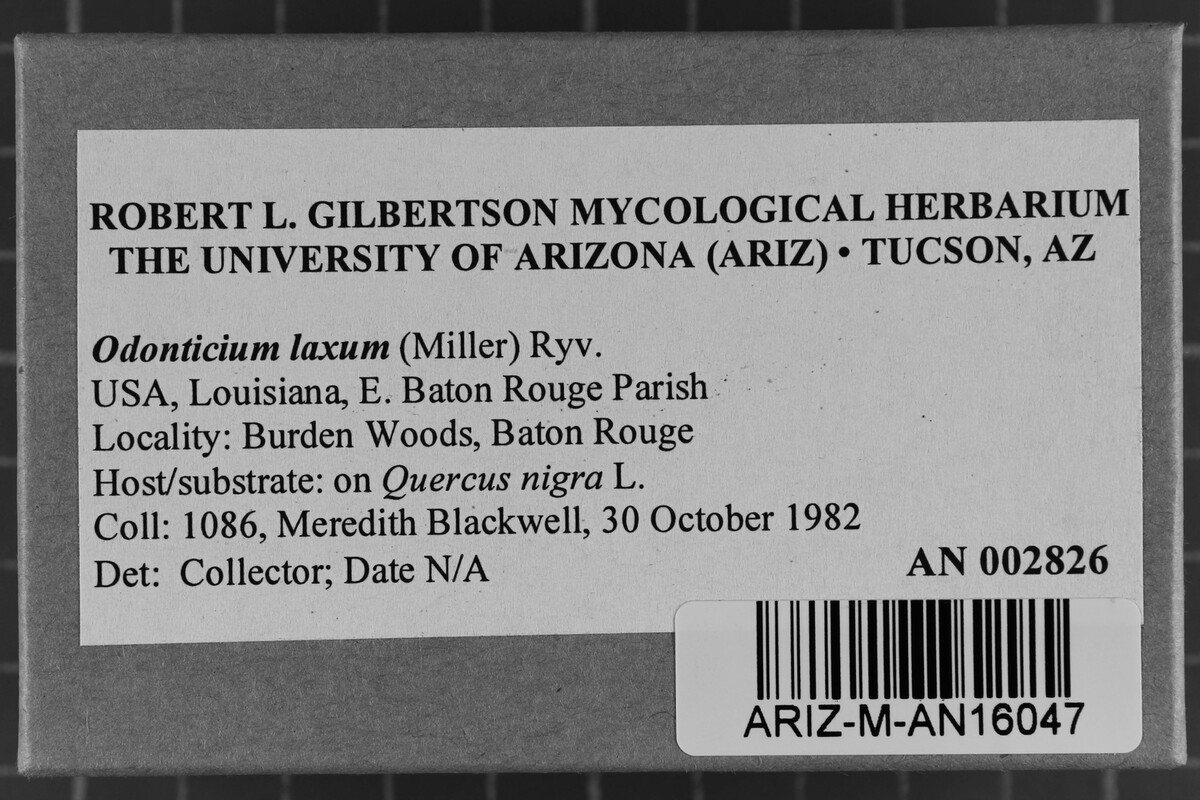 ROBERT L. GILBERTSON MYCOLOGICAL HERBARIUM
THE UNIVERSITY OF ARIZONA (ARIZ) • TUCSON, AZ
Odonticium laxum (Miller) Ryv.
USA, Louisiana, E. Baton Rouge Parish
Locality: Burden Woods, Baton Rouge
Host/substrate: on Quercus nigra L.
Coll: 1086, Meredith Blackwell, 30 October 1982
Det: Collector; Date N/A
AN 002826
ARIZ-M-AN16047